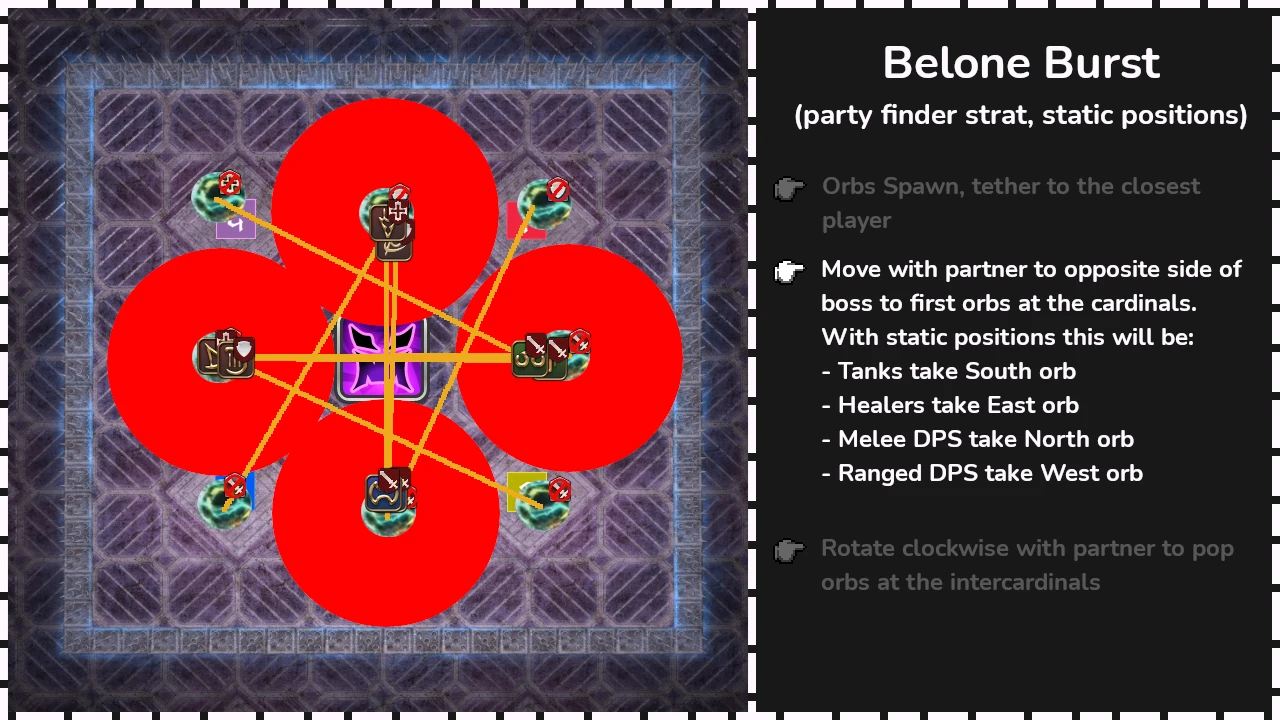 Belone Burst
(party finder strat, static positions)
Orbs Spawn, tether to the closest
player
Move with partner to opposite side of
boss to first orbs at the cardinals.
With static positions this will be:
- Tanks take South orb
- Healers take East orb
- Melee DPS take North orb
- Ranged DPS take West orb
Rotate clockwise with partner to pop
orbs at the intercardinals